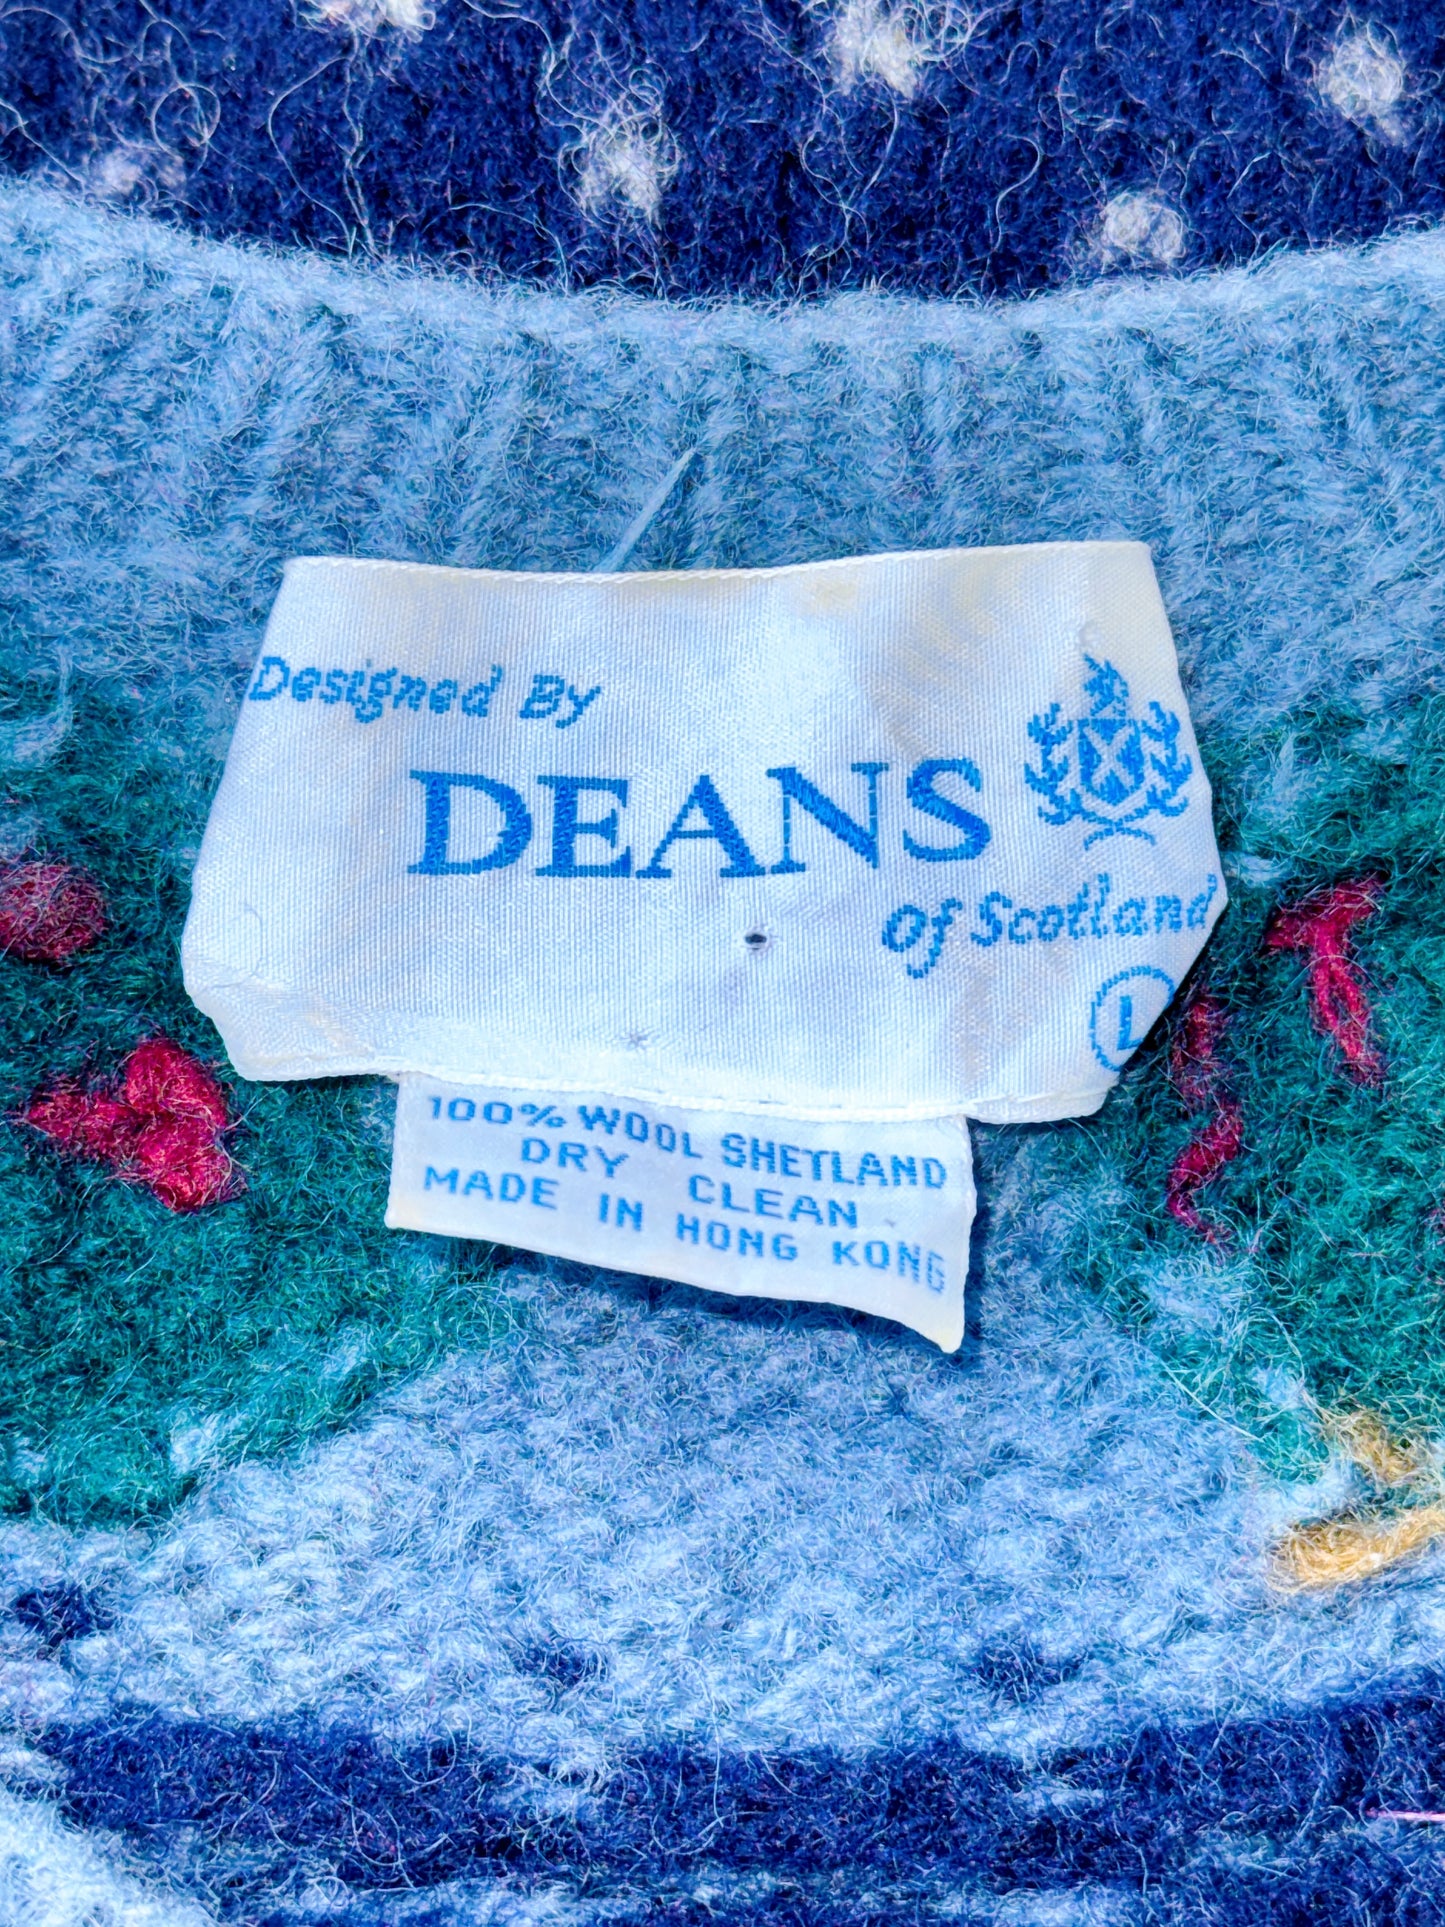 Designed By
DEANS
of Scotland
L
100% WOOL SHETLAND
DRY CLEAN
MADE IN HONG KONG